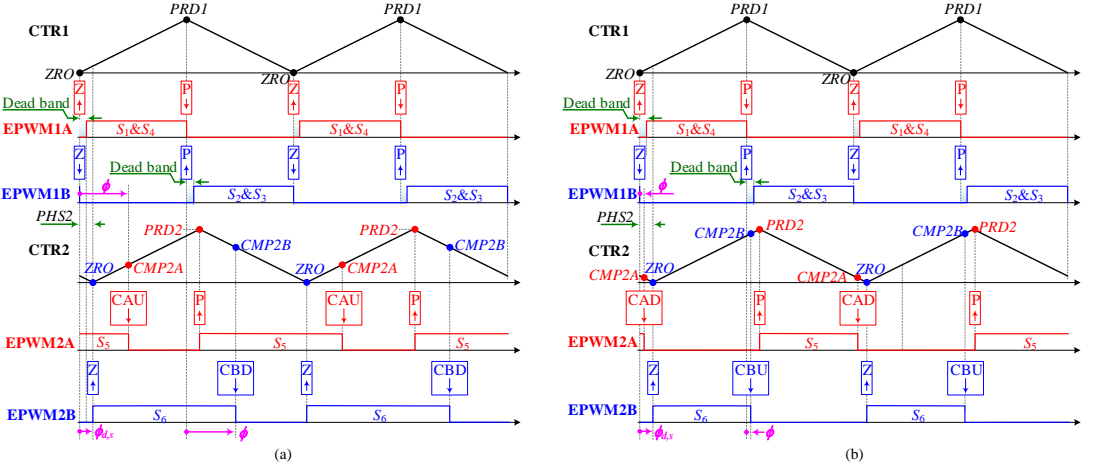 PRD1 PRD1
CTR1
ZRO ZRO
Z P Z P
Dead band
EPWM1A S1&S4 S1&S4
Z P Z P
Dead band
ϕ
EPWM1B S2&S3 S2&S3
PHS2
CTR2 PRD2 CMP2B PRD2 CMP2B
ZRO CMP2A ZRO CMP2A
CAU P CAU P
EPWM2A S5 S5 S5
Z CBD Z CBD
EPWM2B S6 S6
ϕd,s ϕ
(a)
PRD1 PRD1
CTR1
ZRO ZRO
Z P Z P
Dead band
EPWM1A S1&S4 S1&S4
Z P Z P
Dead band
ϕ
EPWM1B S2&S3 S2&S3
PHS2
CTR2 CMP2B PRD2 CMP2B PRD2
CMP2A ZRO CMP2A ZRO
CAD P CAD P
EPWM2A S5 S5
Z CBU Z CBU
EPWM2B S6 S6
ϕd,s ϕ
(b)